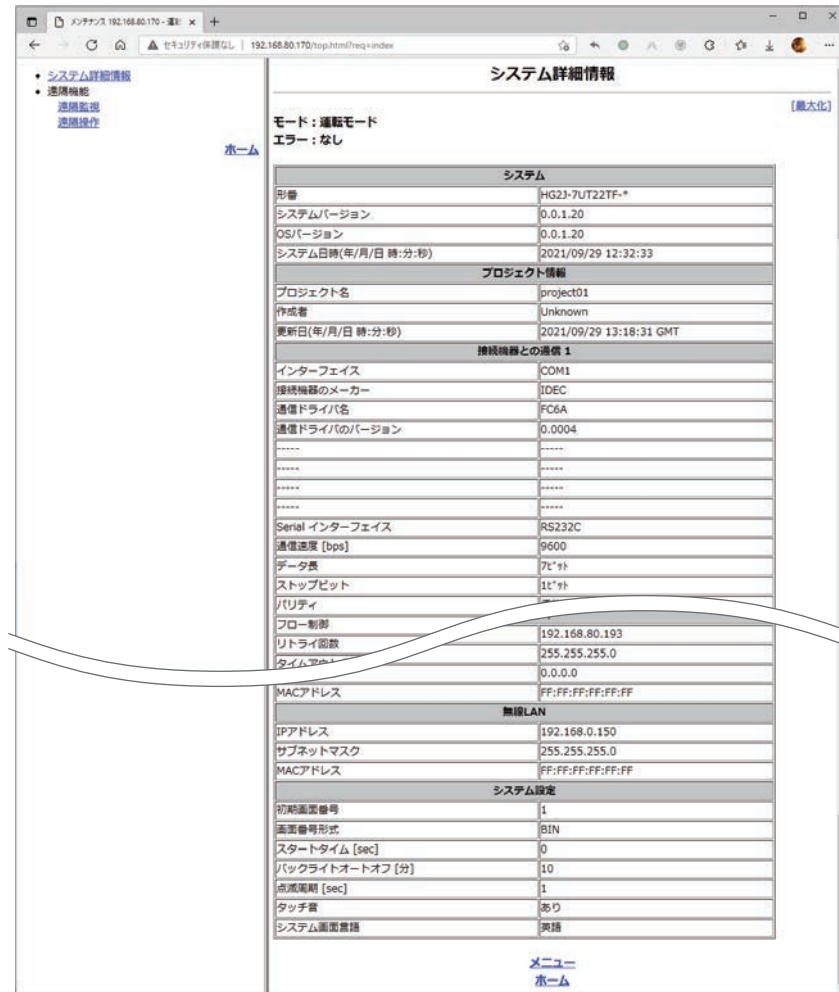 メンテナンス 192.168.80.170 - 運転
セキュリティ保護なし | 192.168.80.170/top.html?req=index
システム詳細情報
遠隔機能
遠隔監視
遠隔操作
ホーム
システム詳細情報
[最大化]
モード : 運転モード
エラー : なし
システム
形番 HG2J-7UT22TF-*
システムバージョン 0.0.1.20
OSバージョン 0.0.1.20
システム日時(年/月/日 時:分:秒) 2021/09/29 12:32:33
プロジェクト情報
プロジェクト名 project01
作成者 Unknown
更新日(年/月/日 時:分:秒) 2021/09/29 13:18:31 GMT
接続機器との通信 1
インターフェイス COM1
接続機器のメーカー IDEC
通信ドライバ名 FC6A
通信ドライバのバージョン 0.0004
----- -----
----- -----
----- -----
----- -----
Serial インターフェイス RS232C
通信速度 [bps] 9600
データ長 7ビット
ストップビット 1ビット
パリティ
フロー制御
リトライ回数
タイムアウト
192.168.80.193
255.255.255.0
0.0.0.0
MACアドレス FF:FF:FF:FF:FF:FF
無線LAN
IPアドレス 192.168.0.150
サブネットマスク 255.255.255.0
MACアドレス FF:FF:FF:FF:FF:FF
システム設定
初期画面番号 1
画面番号形式 BIN
スタートタイム [sec] 0
バックライトオートオフ [分] 10
点滅周期 [sec] 1
タッチ音 あり
システム画面言語 英語
メニュー
ホーム